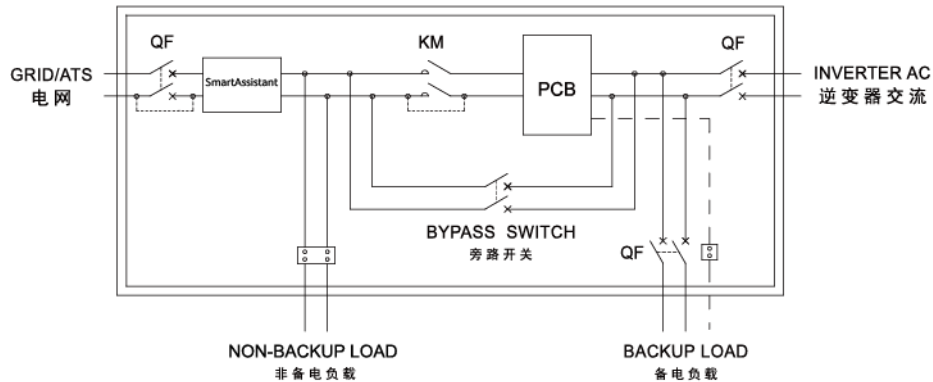 QF
KM
QF
GRID/ATS
电网
SmartAssistant
PCB
INVERTER AC
逆变器交流
BYPASS SWITCH
旁路开关
QF
NON-BACKUP LOAD
非备电负载
BACKUP LOAD
备电负载